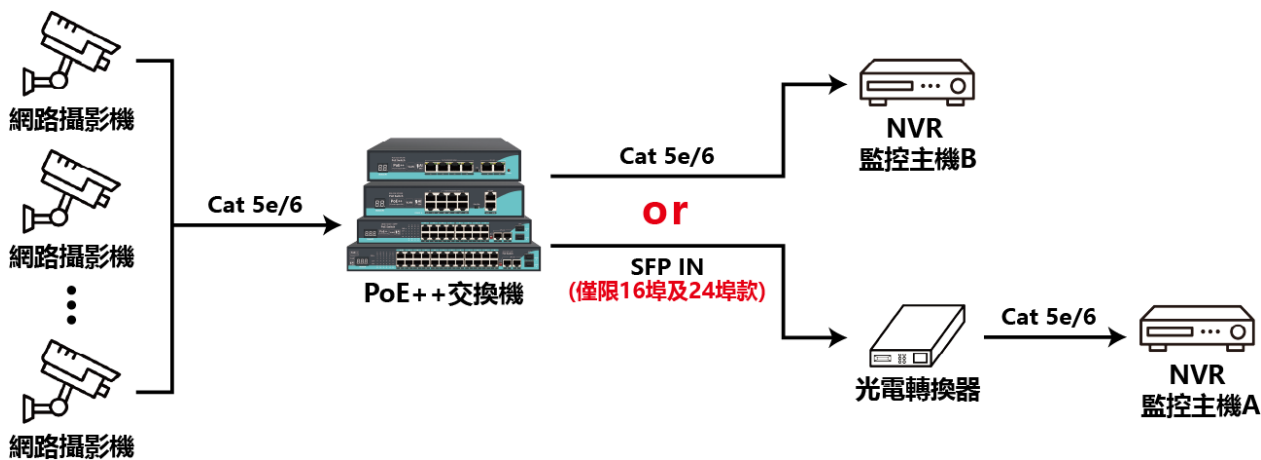 網路攝影機
網路攝影機
網路攝影機
Cat 5e/6
PoE++交換機
Cat 5e/6
or
SFP IN
(僅限16埠及24埠款)
NVR
監控主機B
光電轉換器
Cat 5e/6
NVR
監控主機A